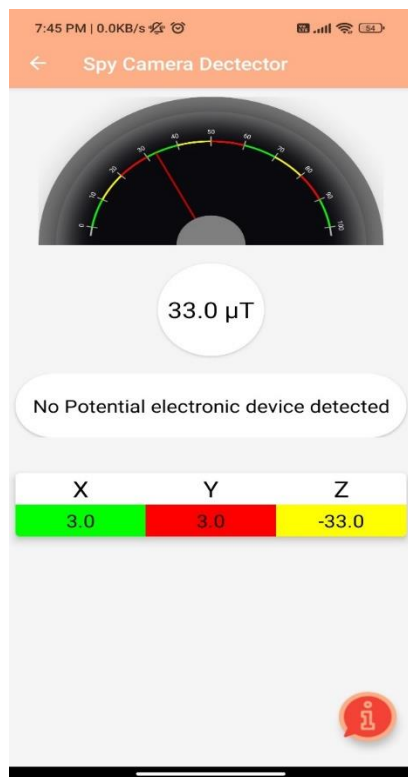 7:45 PM | 0.0KB/s 54
Spy Camera Dectector
0 10 20 30 40 50 60 70 80 90 100
33.0 µT
No Potential electronic device detected
X Y Z
3.0 3.0 -33.0